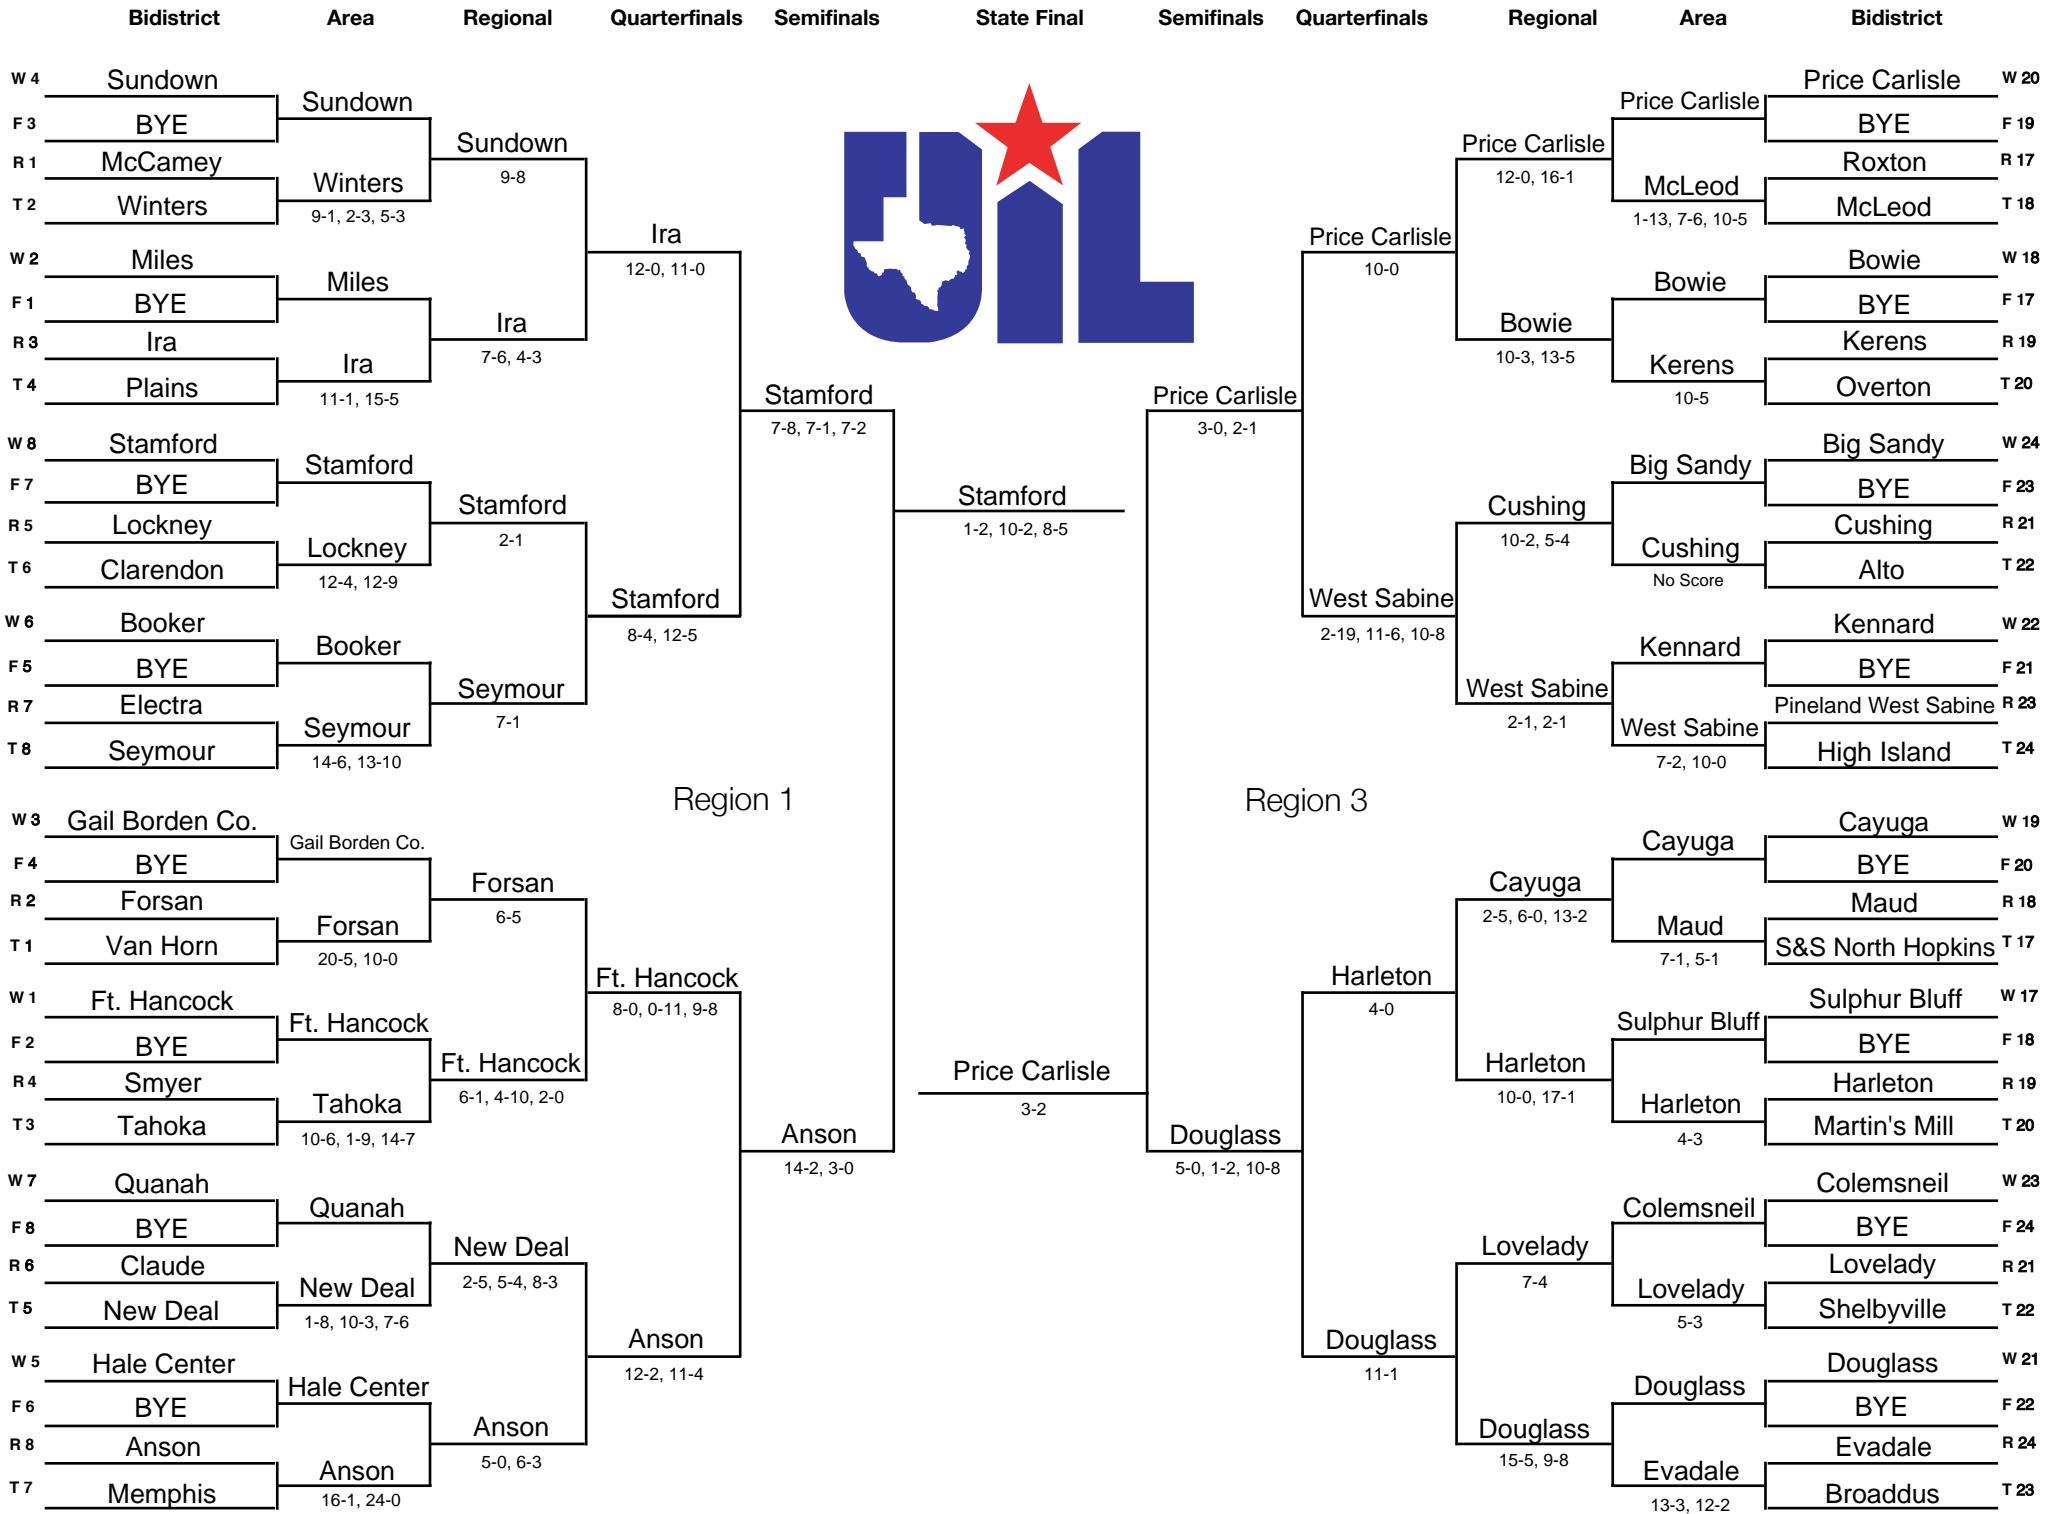 Bidistrict Area Regional Quarterfinals Semifinals State Final Semifinals Quarterfinals Regional Area Bidistrict
W 4 Sundown
F 3 BYE
R 1 McCamey
T 2 Winters
W 2 Miles
F 1 BYE
R 3 Ira
T 4 Plains
W 8 Stamford
F 7 BYE
R 5 Lockney
T 6 Clarendon
W 6 Booker
F 5 BYE
R 7 Electra
T 8 Seymour
W 3 Gail Borden Co.
F 4 BYE
R 2 Forsan
T 1 Van Horn
W 1 Ft. Hancock
F 2 BYE
R 4 Smyer
T 3 Tahoka
W 7 Quanah
F 8 BYE
R 6 Claude
T 5 New Deal
W 5 Hale Center
F 6 BYE
R 8 Anson
T 7 Memphis
Sundown
Winters
9-1, 2-3, 5-3
Miles
Ira
11-1, 15-5
Stamford
Lockney
12-4, 12-9
Booker
Seymour
14-6, 13-10
Gail Borden Co.
Forsan
20-5, 10-0
Ft. Hancock
Tahoka
10-6, 1-9, 14-7
Quanah
New Deal
1-8, 10-3, 7-6
Hale Center
Anson
16-1, 24-0
Sundown
9-8
Ira
7-6, 4-3
Stamford
2-1
Seymour
7-1
Forsan
6-5
Ft. Hancock
6-1, 4-10, 2-0
New Deal
2-5, 5-4, 8-3
Anson
5-0, 6-3
Ira
12-0, 11-0
Stamford
8-4, 12-5
Region 1
Ft. Hancock
8-0, 0-11, 9-8
Anson
12-2, 11-4
Stamford
7-8, 7-1, 7-2
Anson
14-2, 3-0
UIL
Stamford
1-2, 10-2, 8-5
Price Carlisle
3-2
Price Carlisle
3-0, 2-1
Douglass
5-0, 1-2, 10-8
Price Carlisle
10-0
West Sabine
2-19, 11-6, 10-8
Region 3
Harleton
4-0
Douglass
11-1
Price Carlisle
12-0, 16-1
Bowie
10-3, 13-5
Cushing
10-2, 5-4
West Sabine
2-1, 2-1
Cayuga
2-5, 6-0, 13-2
Harleton
10-0, 17-1
Lovelady
7-4
Douglass
15-5, 9-8
Price Carlisle
McLeod
1-13, 7-6, 10-5
Bowie
Kerens
10-5
Big Sandy
Cushing
No Score
Kennard
West Sabine
7-2, 10-0
Cayuga
Maud
7-1, 5-1
Sulphur Bluff
Harleton
4-3
Colemsneil
Lovelady
5-3
Douglass
Evadale
13-3, 12-2
Price Carlisle W 20
BYE F 19
Roxton R 17
McLeod T 18
Bowie W 18
BYE F 17
Kerens R 19
Overton T 20
Big Sandy W 24
BYE F 23
Cushing R 21
Alto T 22
Kennard W 22
BYE F 21
Pineland West Sabine R 23
High Island T 24
Cayuga W 19
BYE F 20
Maud R 18
S&S North Hopkins T 17
Sulphur Bluff W 17
BYE F 18
Harleton R 19
Martin's Mill T 20
Colemsneil W 23
BYE F 24
Lovelady R 21
Shelbyville T 22
Douglass W 21
BYE F 22
Evadale R 24
Broaddus T 23